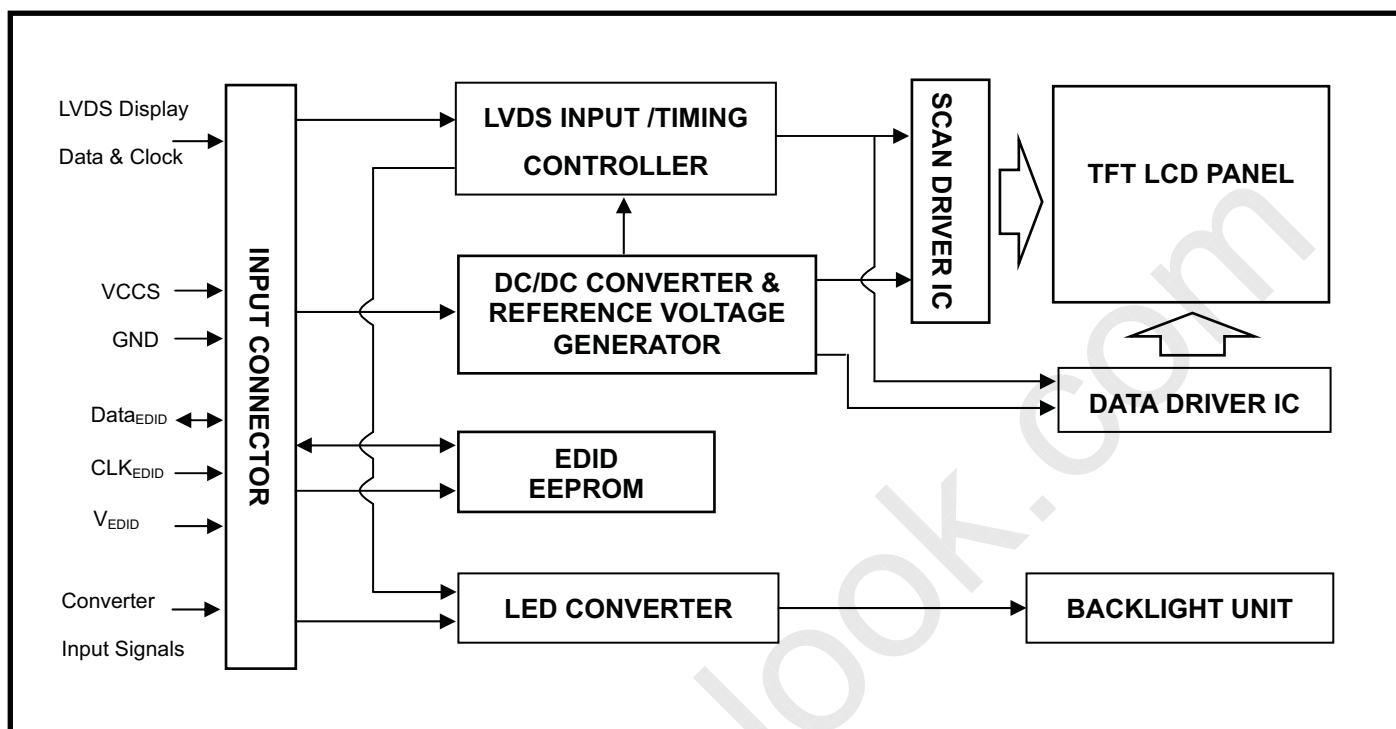 LVDS Display
Data & Clock
VCCS
GND
DataEDID
CLKEDID
VEDID
Converter
Input Signals
INPUT CONNECTOR
LVDS INPUT /TIMING
CONTROLLER
DC/DC CONVERTER &
REFERENCE VOLTAGE
GENERATOR
EDID
EEPROM
LED CONVERTER
SCAN DRIVER IC
TFT LCD PANEL
DATA DRIVER IC
BACKLIGHT UNIT
look.com